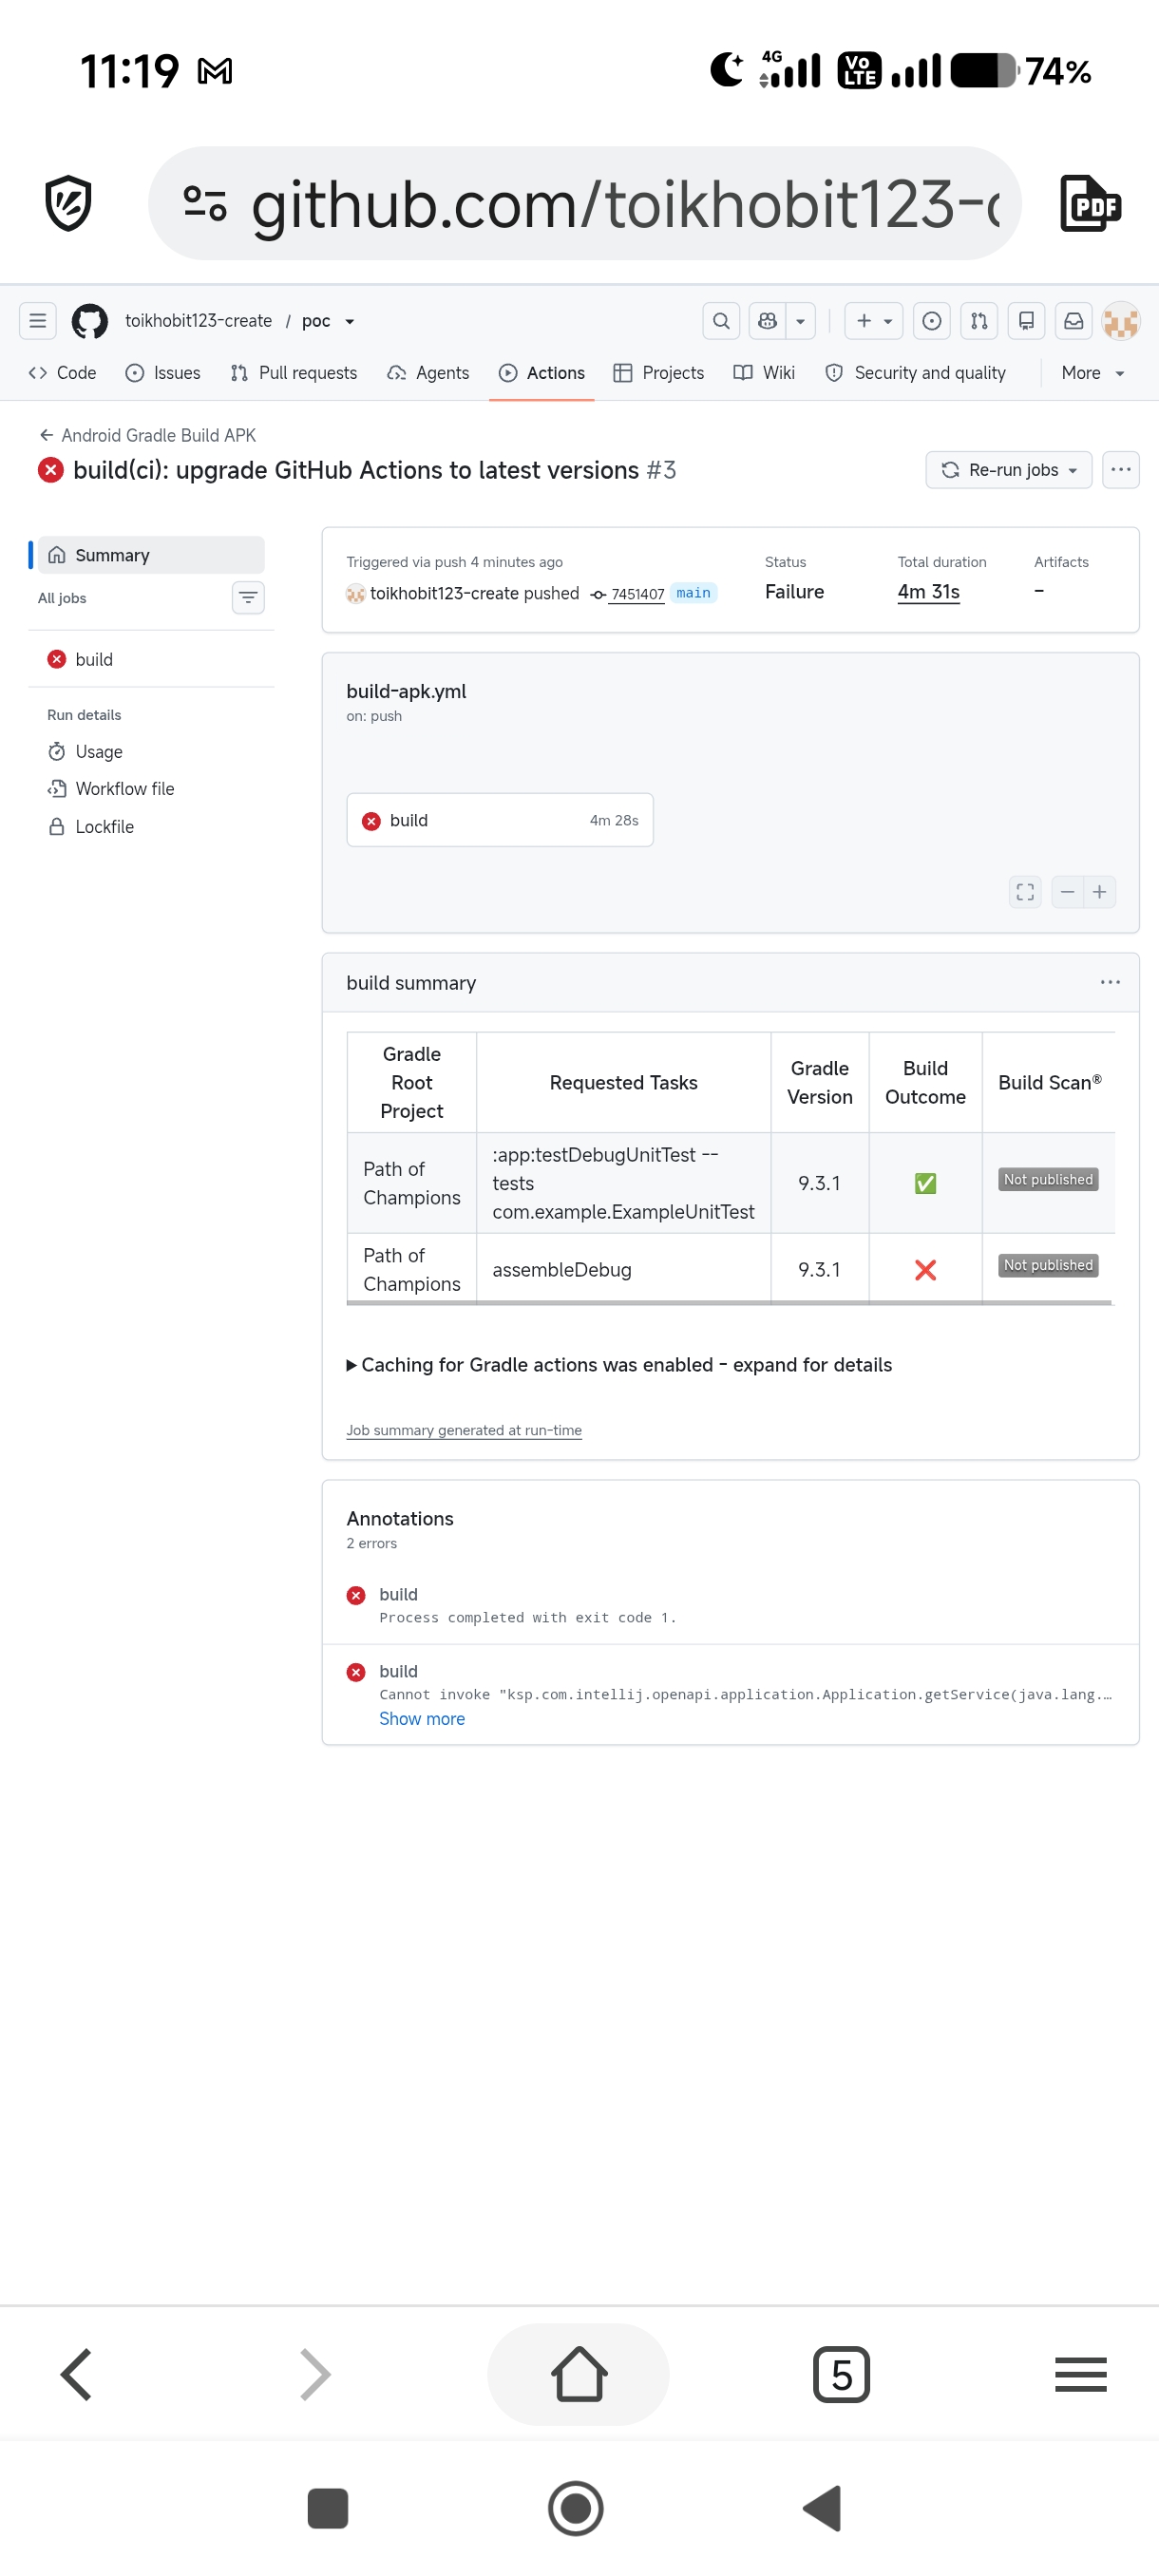 11:19
4G
Vo
LTE
74%
github.com/toikhobit123-c
PDF
toikhobit123-create / poc
Code
Issues
Pull requests
Agents
Actions
Projects
Wiki
Security and quality
More
Android Gradle Build APK
build(ci): upgrade GitHub Actions to latest versions #3
Re-run jobs
Summary
All jobs
build
Run details
Usage
Workflow file
Lockfile
Triggered via push 4 minutes ago
toikhobit123-create pushed 7451407 main
Status
Failure
Total duration
4m 31s
Artifacts
–
build-apk.yml
on: push
build 4m 28s
build summary
Gradle
Root
Project
Requested Tasks
Gradle
Version
Build
Outcome
Build Scan®
Path of
Champions
:app:testDebugUnitTest --
tests
com.example.ExampleUnitTest
9.3.1
Not published
Path of
Champions
assembleDebug
9.3.1
Not published
Caching for Gradle actions was enabled - expand for details
Job summary generated at run-time
Annotations
2 errors
build
Process completed with exit code 1.
build
Cannot invoke "ksp.com.intellij.openapi.application.Application.getService(java.lang.…
Show more
5